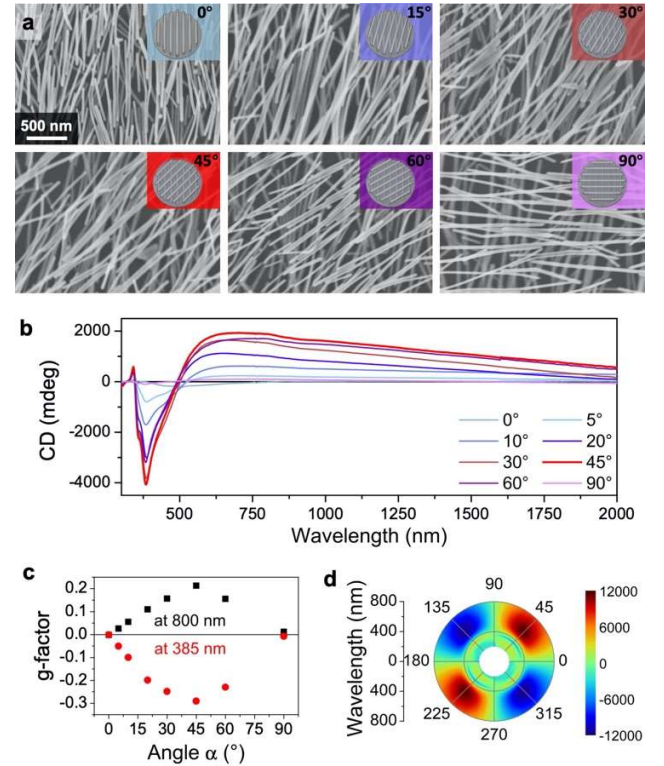 a
0° 15° 30°
500 nm
45° 60° 90°
b
2000
0
-2000
-4000
CD (mdeg)
0° 5°
10° 20°
30° 45°
60° 90°
500 750 1000 1250 1500 1750 2000
Wavelength (nm)
c
0.2
0.1
0.0
-0.1
-0.2
-0.3
g-factor
at 800 nm
at 385 nm
0 15 30 45 60 75 90
Angle α (°)
d
Wavelength (nm)
800
400
0
400
800
90
135 45
180 0
225 315
270
12000
6000
0
-6000
-12000